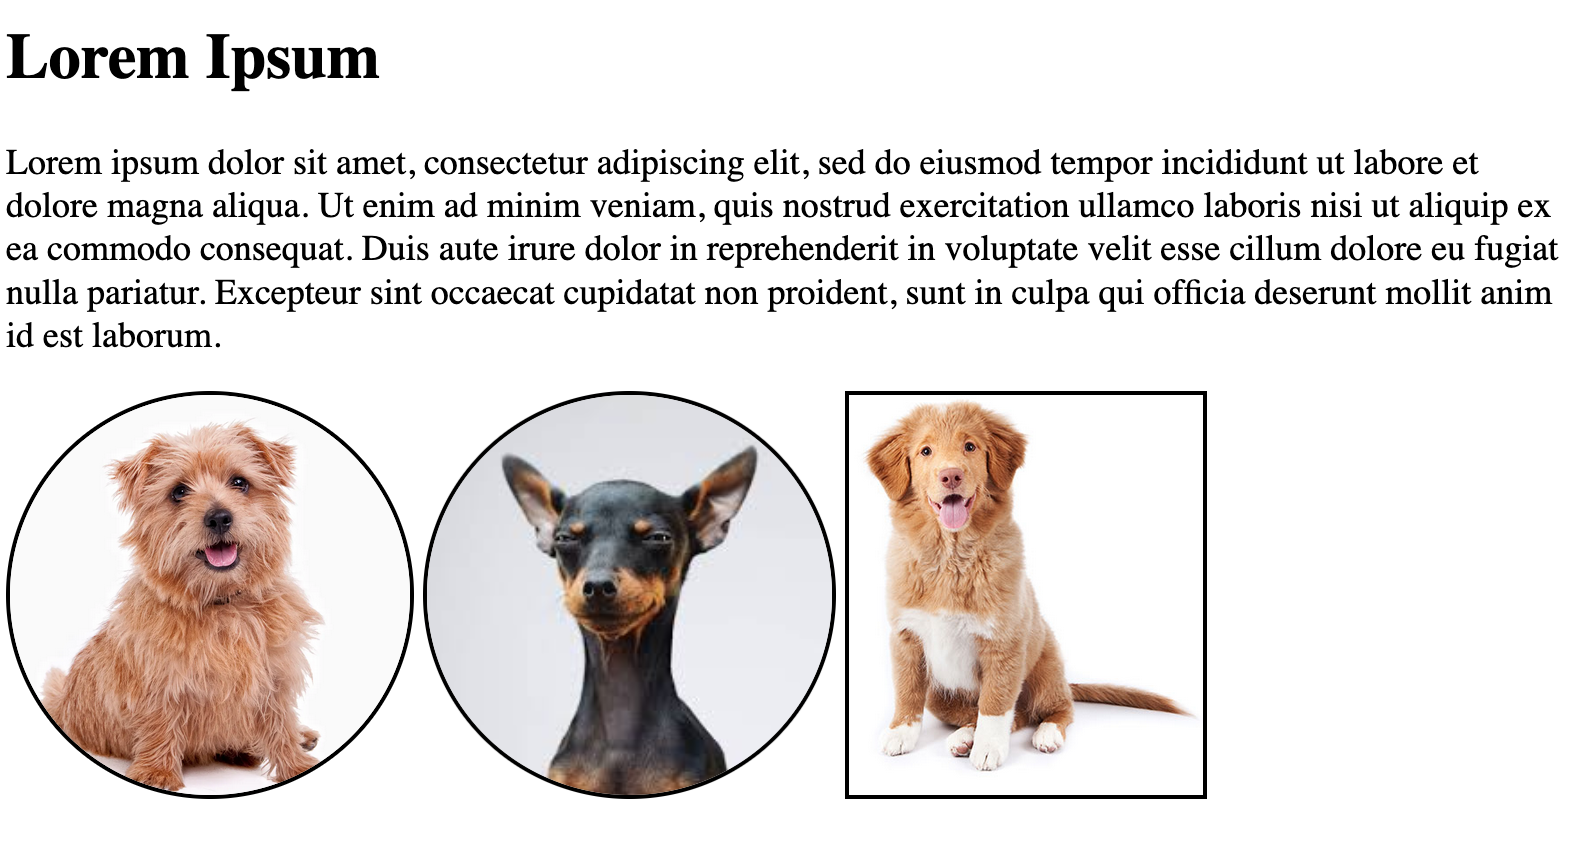 Lorem Ipsum
Lorem ipsum dolor sit amet, consectetur adipiscing elit, sed do eiusmod tempor incididunt ut labore et
dolore magna aliqua. Ut enim ad minim veniam, quis nostrud exercitation ullamco laboris nisi ut aliquip ex
ea commodo consequat. Duis aute irure dolor in reprehenderit in voluptate velit esse cillum dolore eu fugiat
nulla pariatur. Excepteur sint occaecat cupidatat non proident, sunt in culpa qui officia deserunt mollit anim
id est laborum.